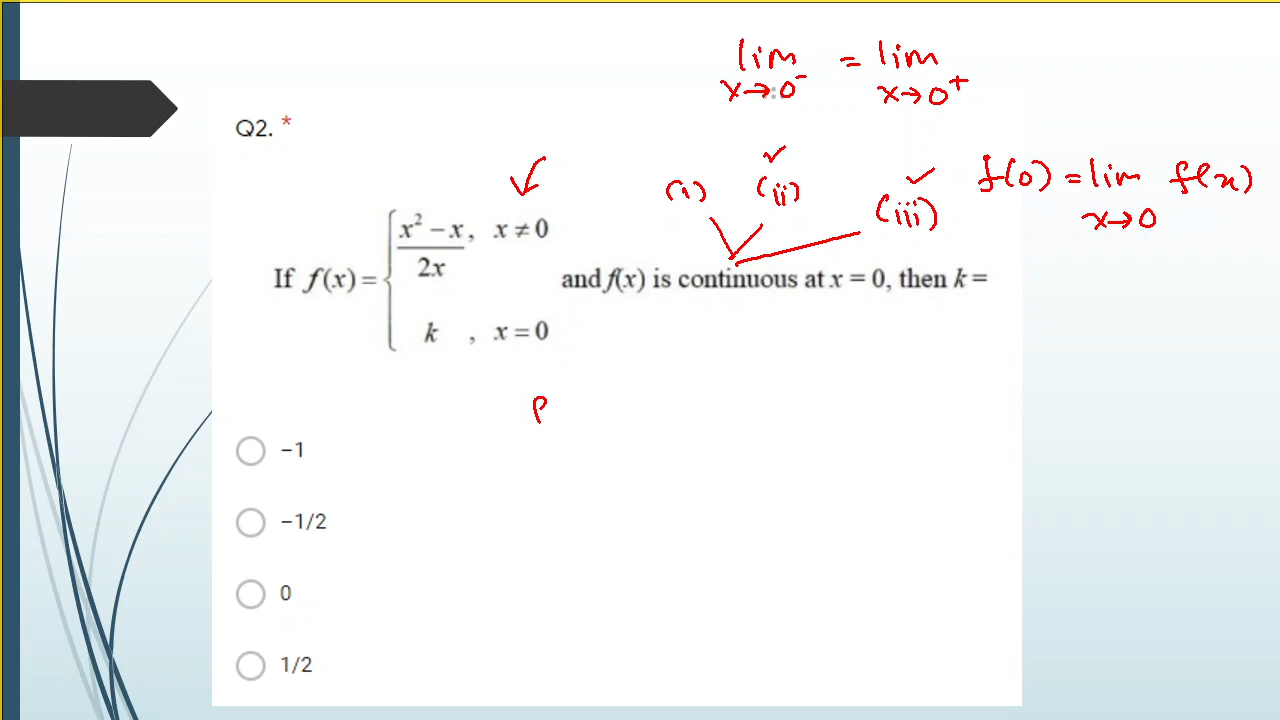 lim = lim
x→0⁻ x→0⁺
Q2. *
(i) (ii) (iii) f(0) = lim f(x)
x→0
If f(x) = { (x² − x)/2x, x ≠ 0
and f(x) is continuous at x = 0, then k =
k , x = 0
P
−1
−1/2
0
1/2